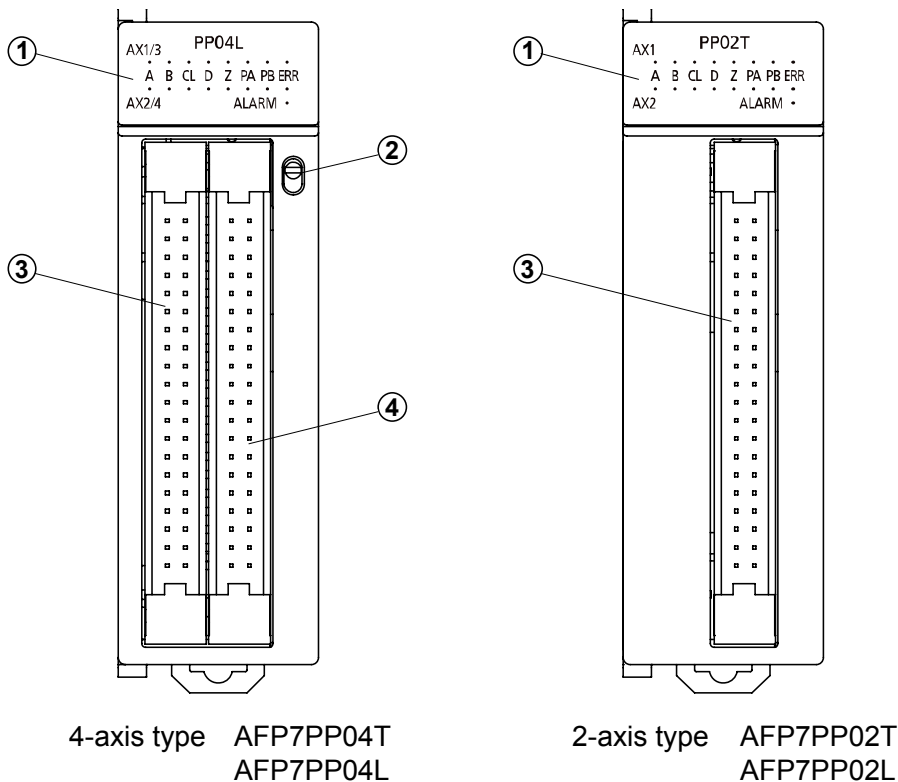 PP04L
AX1/3
A B CL D Z PA PB ERR
AX2/4 ALARM
1
2
3
4
4-axis type AFP7PP04T
AFP7PP04L
PP02T
AX1
A B CL D Z PA PB ERR
AX2 ALARM
1
3
2-axis type AFP7PP02T
AFP7PP02L